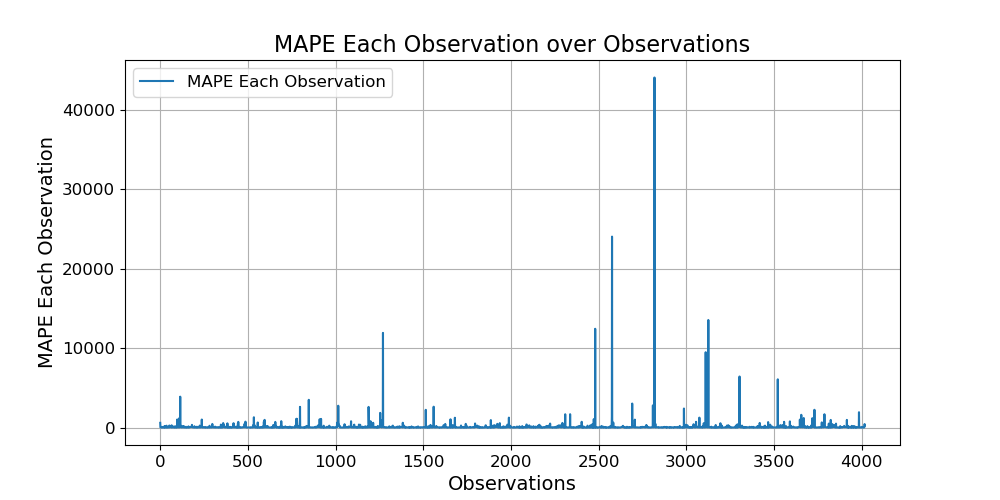 MAPE Each Observation over Observations
MAPE Each Observation
MAPE Each Observation
40000
30000
20000
10000
0
0 500 1000 1500 2000 2500 3000 3500 4000
Observations